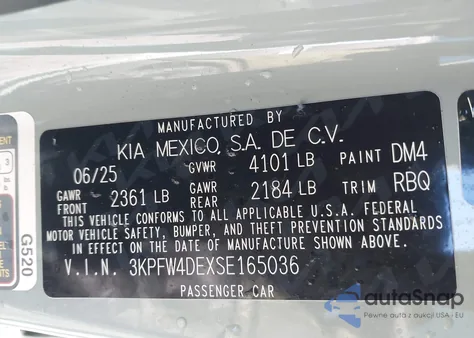 MANUFACTURED BY
KIA MEXICO, S.A. DE C.V.
06/25 GVWR 4101 LB PAINT DM4
GAWR FRONT 2361 LB GAWR REAR 2184 LB TRIM RBQ
THIS VEHICLE CONFORMS TO ALL APPLICABLE U.S.A. FEDERAL
MOTOR VEHICLE SAFETY, BUMPER, AND THEFT PREVENTION STANDARDS
IN EFFECT ON THE DATE OF MANUFACTURE SHOWN ABOVE.
V.I.N. 3KPFW4DEXSE165036
PASSENGER CAR
G520
autoSnap
Pewne auta z aukcji USA - EU